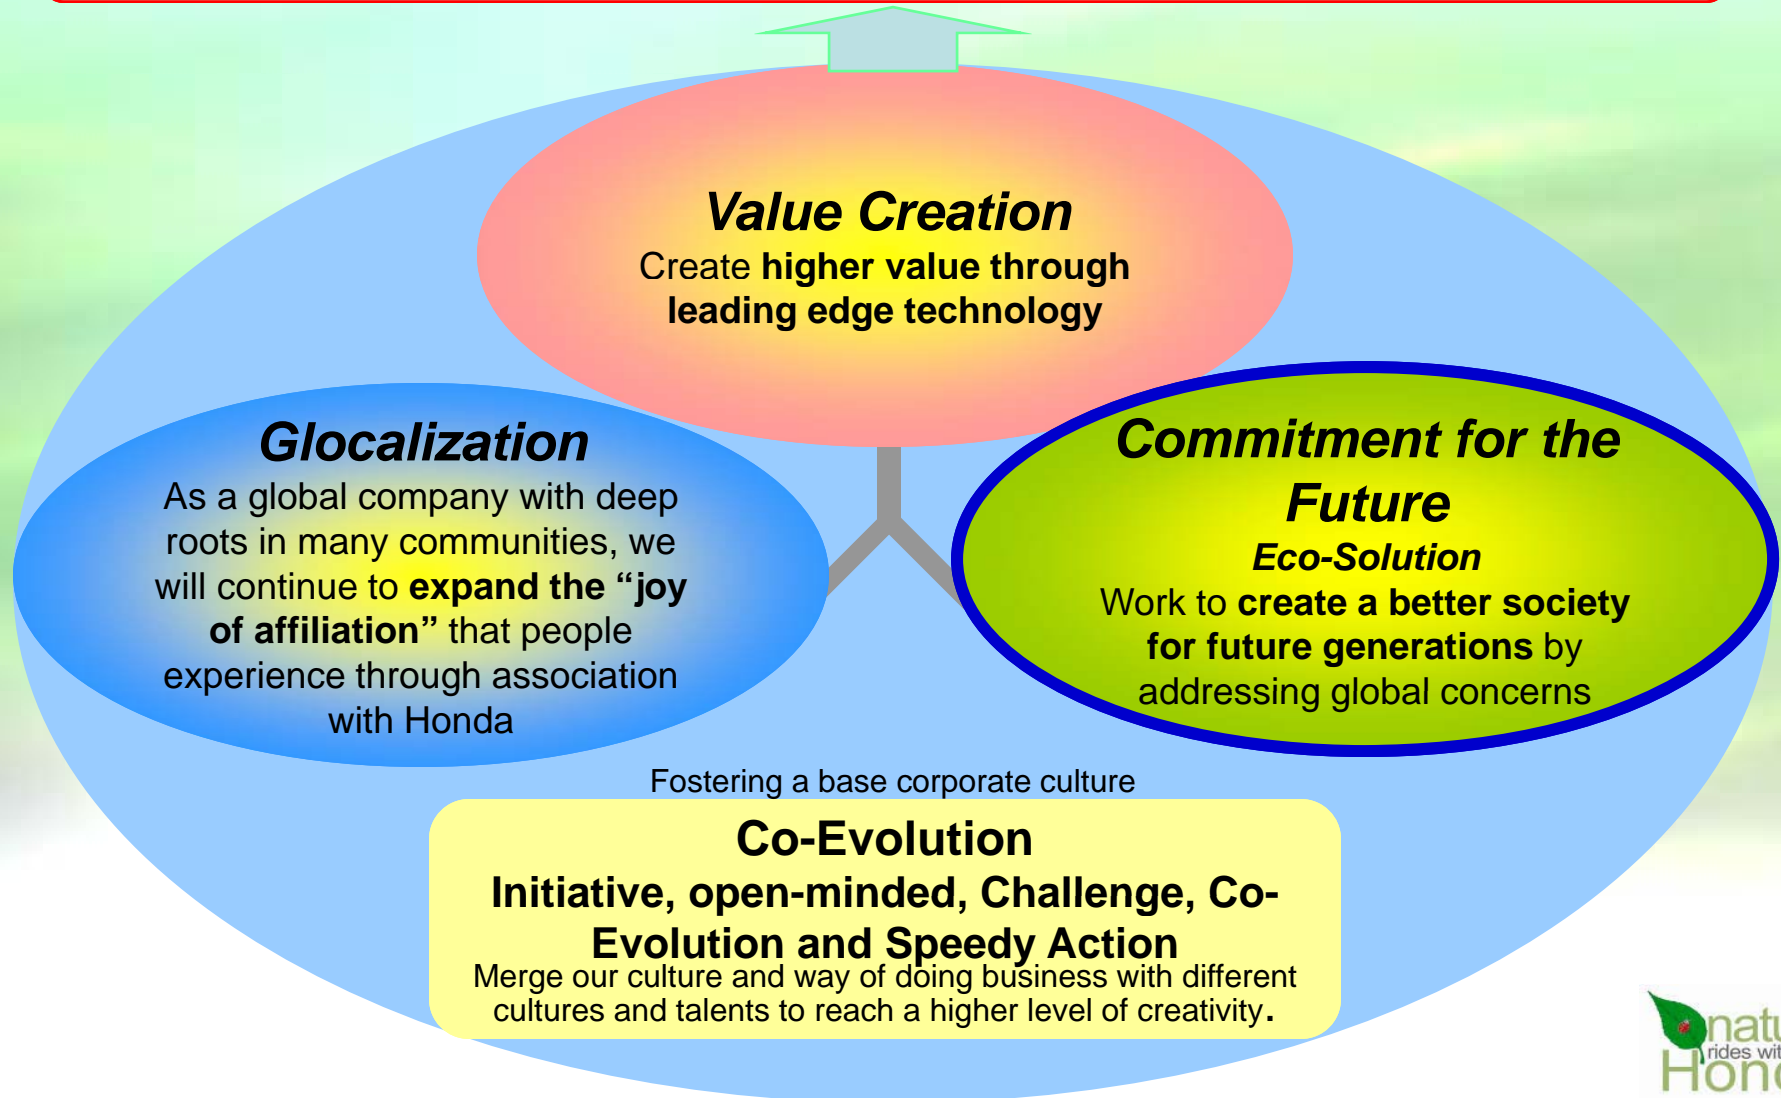 Value Creation
Create higher value through
leading edge technology
Glocalization
As a global company with deep
roots in many communities, we
will continue to expand the “joy
of affiliation” that people
experience through association
with Honda
Commitment for the
Future
Eco-Solution
Work to create a better society
for future generations by
addressing global concerns
Fostering a base corporate culture
Co-Evolution
Initiative, open-minded, Challenge, Co-
Evolution and Speedy Action
Merge our culture and way of doing business with different
cultures and talents to reach a higher level of creativity.
rides